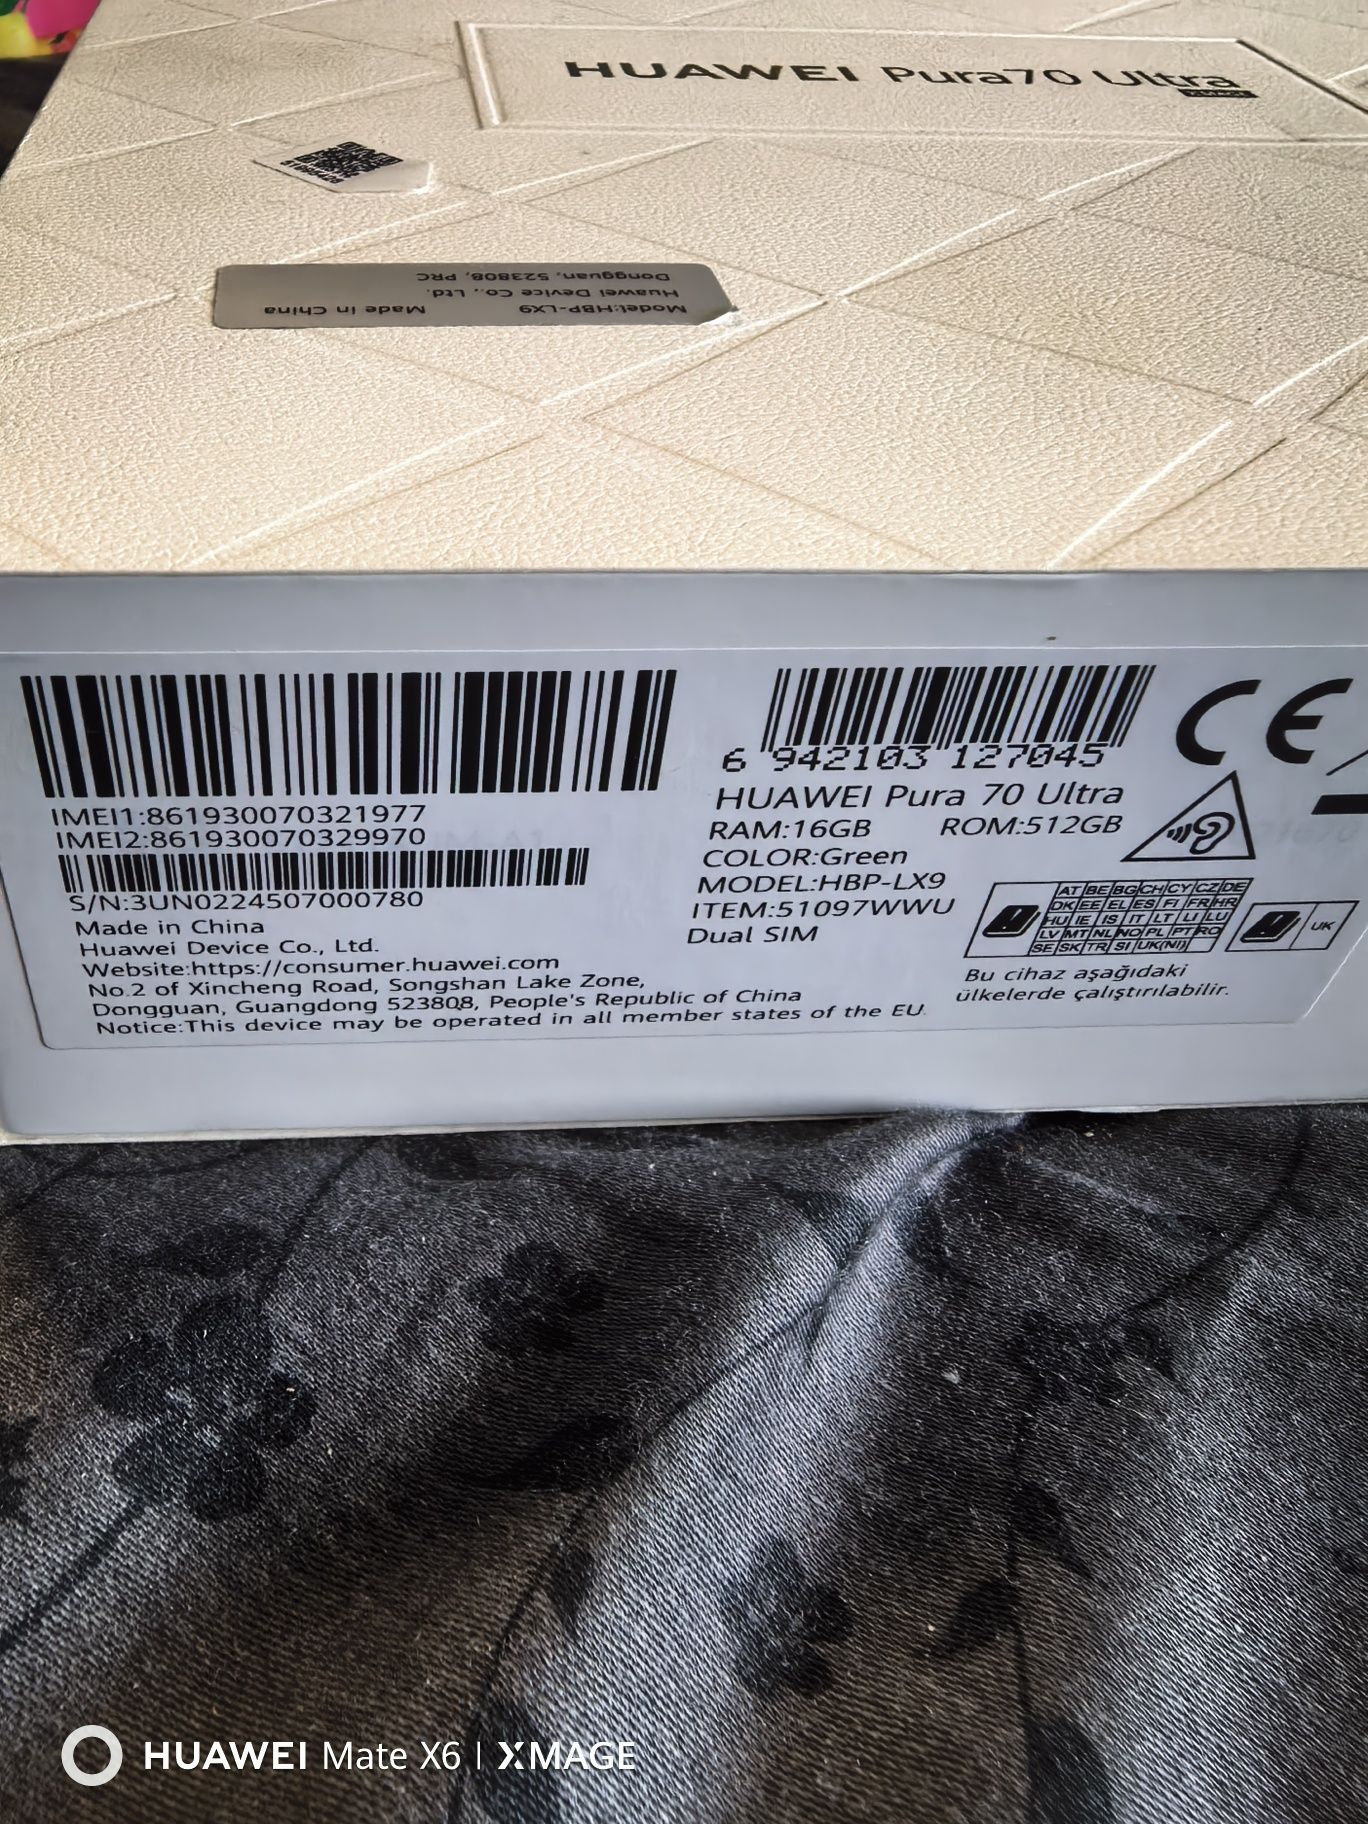 HUAWEI Pura70 Ultra
XMAGE
Model:HBP-LX9 Made in China
Huawei Device Co., Ltd.
Dongguan, 523808, PRC
6 942103 127045
IMEI1:861930070321977
IMEI2:861930070329970
S/N:3UN0224507000780
Made in China
Huawei Device Co., Ltd.
Website:https://consumer.huawei.com
No.2 of Xincheng Road, Songshan Lake Zone,
Dongguan, Guangdong 523808, People's Republic of China
Notice:This device may be operated in all member states of the EU.
HUAWEI Pura 70 Ultra
RAM:16GB ROM:512GB
COLOR:Green
MODEL:HBP-LX9
ITEM:51097WWU
Dual SIM
CE
AT BE BG CH CY CZ DE
DK EE EL ES FI FR HR
HU IE IS IT LT LI LU
LV MT NL NO PL PT RO
SE SK TR SI UK(NI)
UK
Bu cihaz aşağıdaki
ülkelerde çalıştırılabilir.
HUAWEI Mate X6 | XMAGE